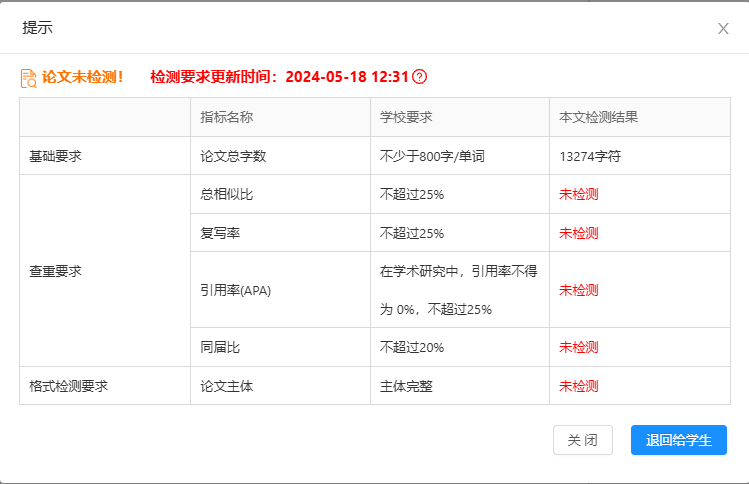 提示
论文未检测！ 检测要求更新时间：2024-05-18 12:31
指标名称 学校要求 本文检测结果
基础要求 论文总字数 不少于800字/单词 13274字符
查重要求 总相似比 不超过25% 未检测
复写率 不超过25% 未检测
引用率(APA) 在学术研究中，引用率不得
为 0%，不超过25% 未检测
同届比 不超过20% 未检测
格式检测要求 论文主体 主体完整 未检测
关 闭 退回给学生